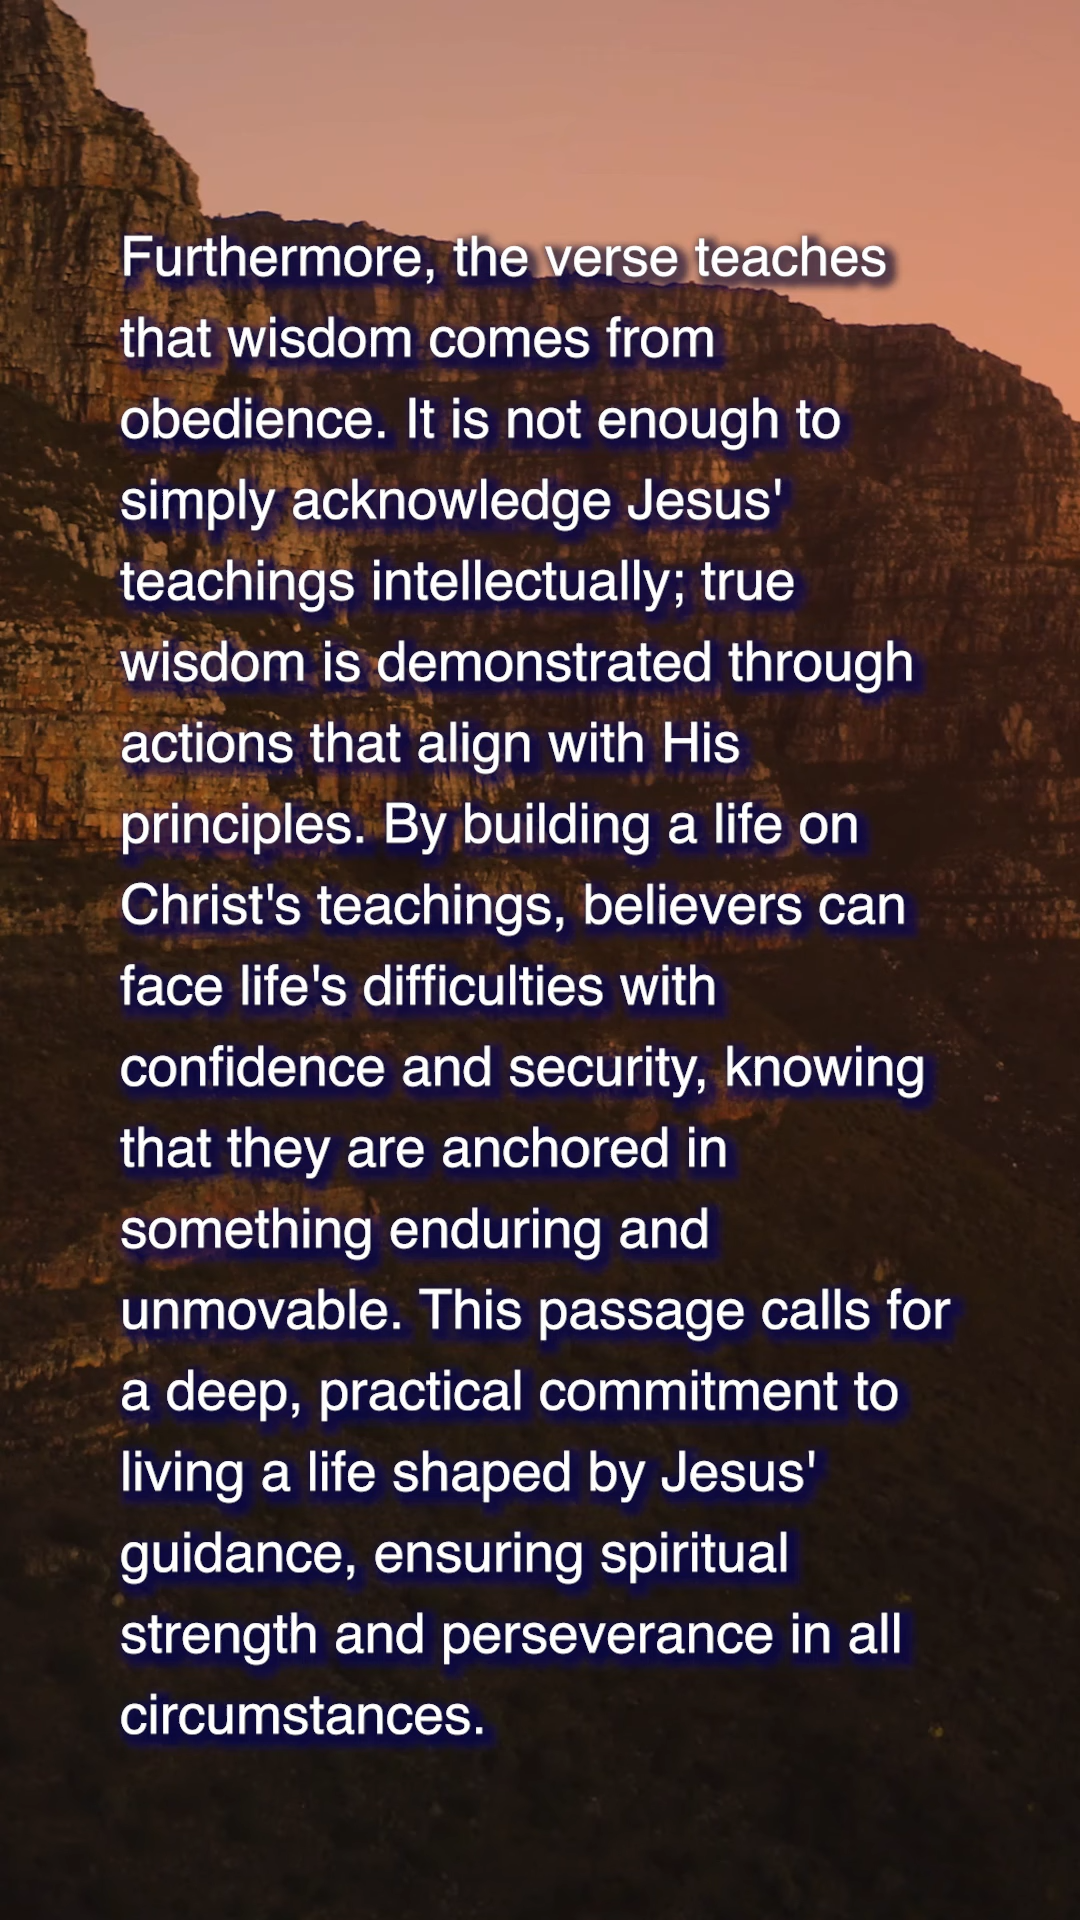 Furthermore, the verse teaches
that wisdom comes from
obedience. It is not enough to
simply acknowledge Jesus'
teachings intellectually; true
wisdom is demonstrated through
actions that align with His
principles. By building a life on
Christ's teachings, believers can
face life's difficulties with
confidence and security, knowing
that they are anchored in
something enduring and
unmovable. This passage calls for
a deep, practical commitment to
living a life shaped by Jesus'
guidance, ensuring spiritual
strength and perseverance in all
circumstances.